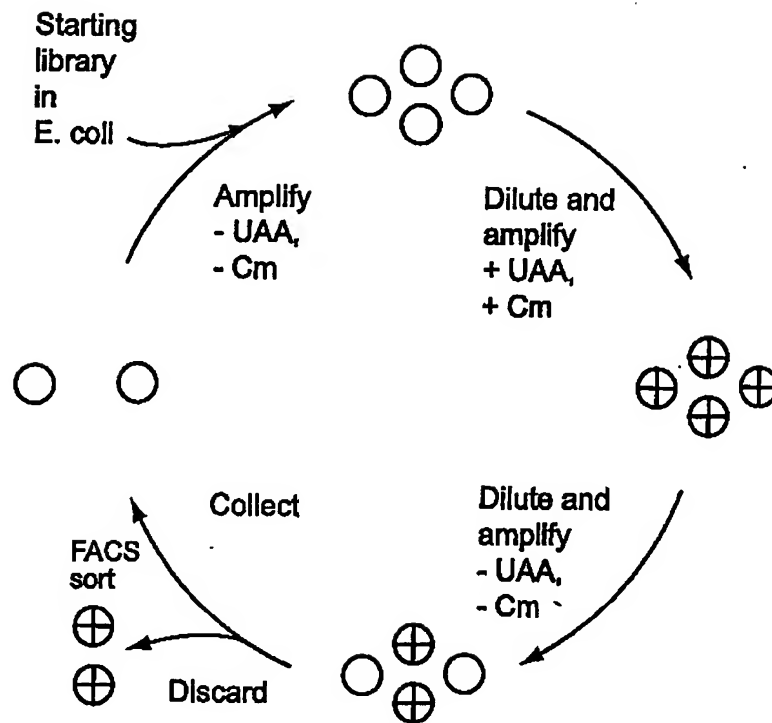 Starting
library
in
E. coli
Amplify
- UAA,
- Cm
Dilute and
amplify
+ UAA,
+ Cm
Dilute and
amplify
- UAA,
- Cm
Collect
FACS
sort
Discard